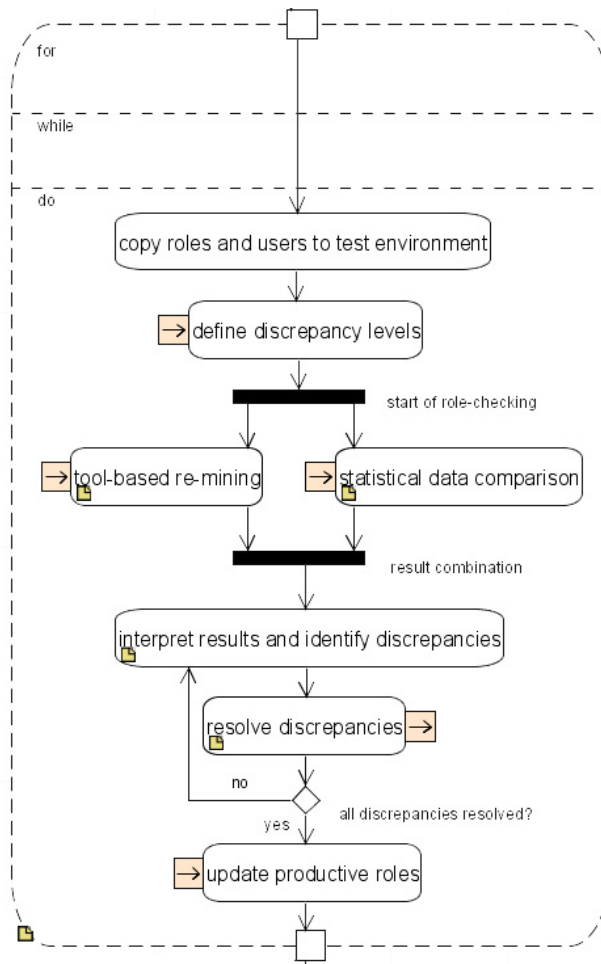 for
while
do
copy roles and users to test environment
define discrepancy levels
start of role-checking
tool-based re-mining
statistical data comparison
result combination
interpret results and identify discrepancies
resolve discrepancies
no
all discrepancies resolved?
yes
update productive roles